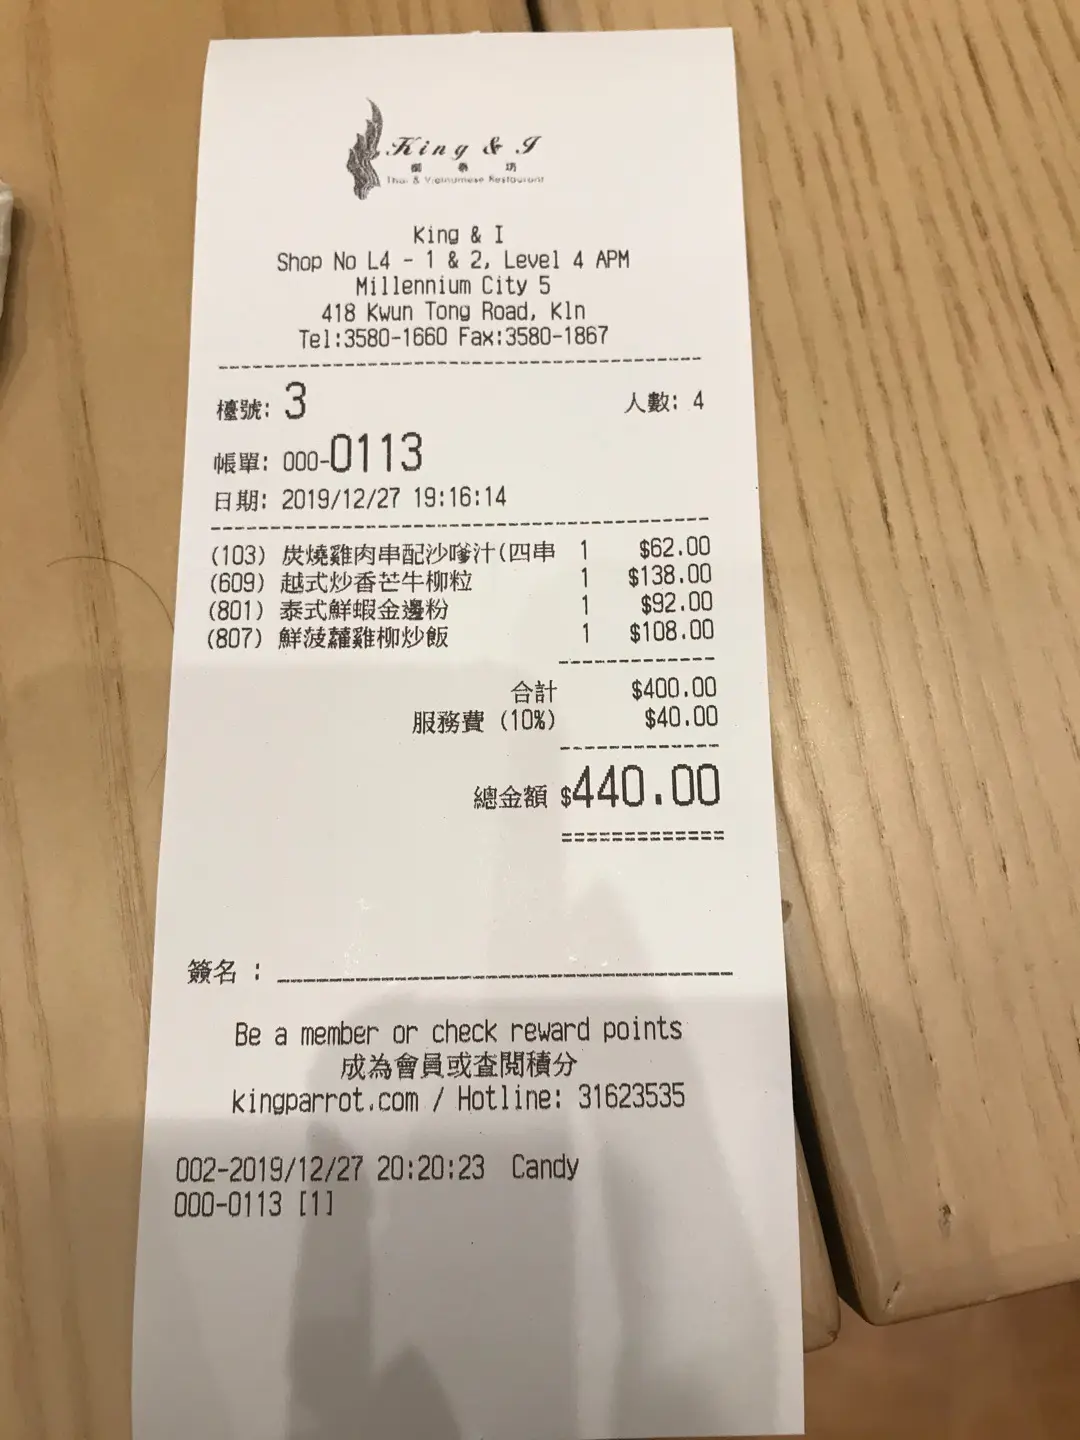 King & I
泰 坊
Thai & Vietnamese Restaurant
King & I
Shop No L4 - 1 & 2, Level 4 APM
Millennium City 5
418 Kwun Tong Road, Kln
Tel:3580-1660 Fax:3580-1867
檯號: 3 人數: 4
帳單: 000-0113
日期: 2019/12/27 19:16:14
(103) 炭燒雞肉串配沙嗲汁(四串 1 $62.00
(609) 越式炒香芒牛柳粒 1 $138.00
(801) 泰式鮮蝦金邊粉 1 $92.00
(807) 鮮菠蘿雞柳炒飯 1 $108.00
合計 $400.00
服務費 (10%) $40.00
總金額 $440.00
簽名 :
Be a member or check reward points
成為會員或查閱積分
kingparrot.com / Hotline: 31623535
002-2019/12/27 20:20:23 Candy
000-0113 [1]